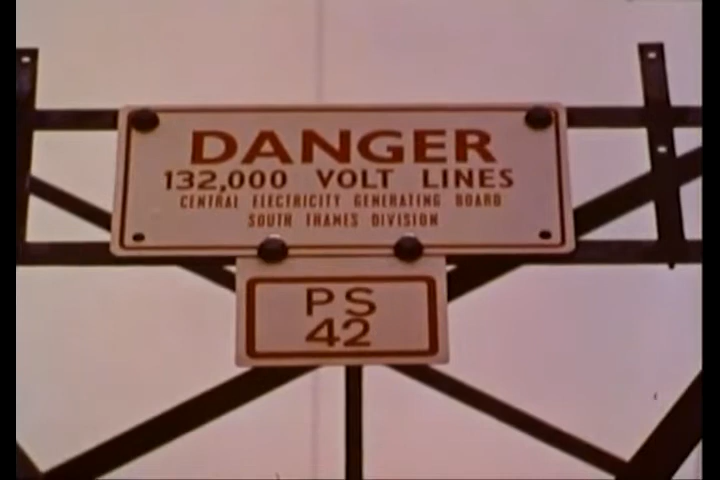 DANGER
132,000 VOLT LINES
CENTRAL ELECTRICITY GENERATING BOARD
SOUTH THAMES DIVISION
PS
42